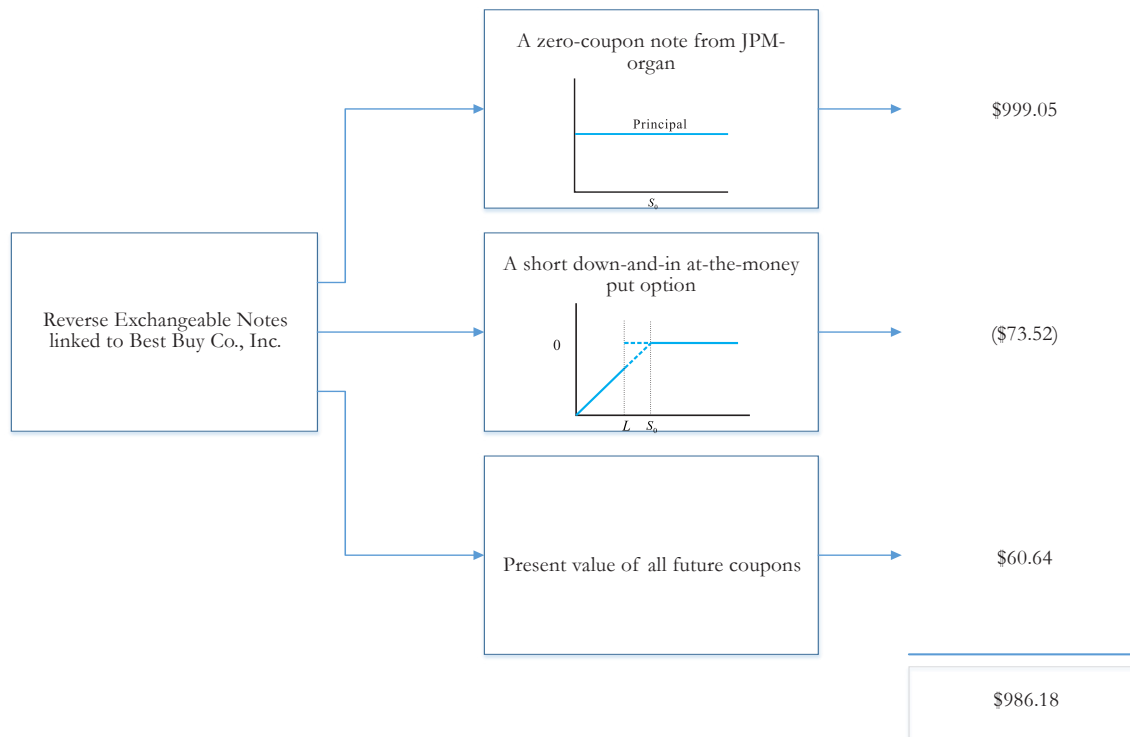 A zero-coupon note from JPM-
organ
Principal
S₀
$999.05
Reverse Exchangeable Notes
linked to Best Buy Co., Inc.
A short down-and-in at-the-money
put option
0
L S₀
($73.52)
Present value of all future coupons
$60.64
$986.18